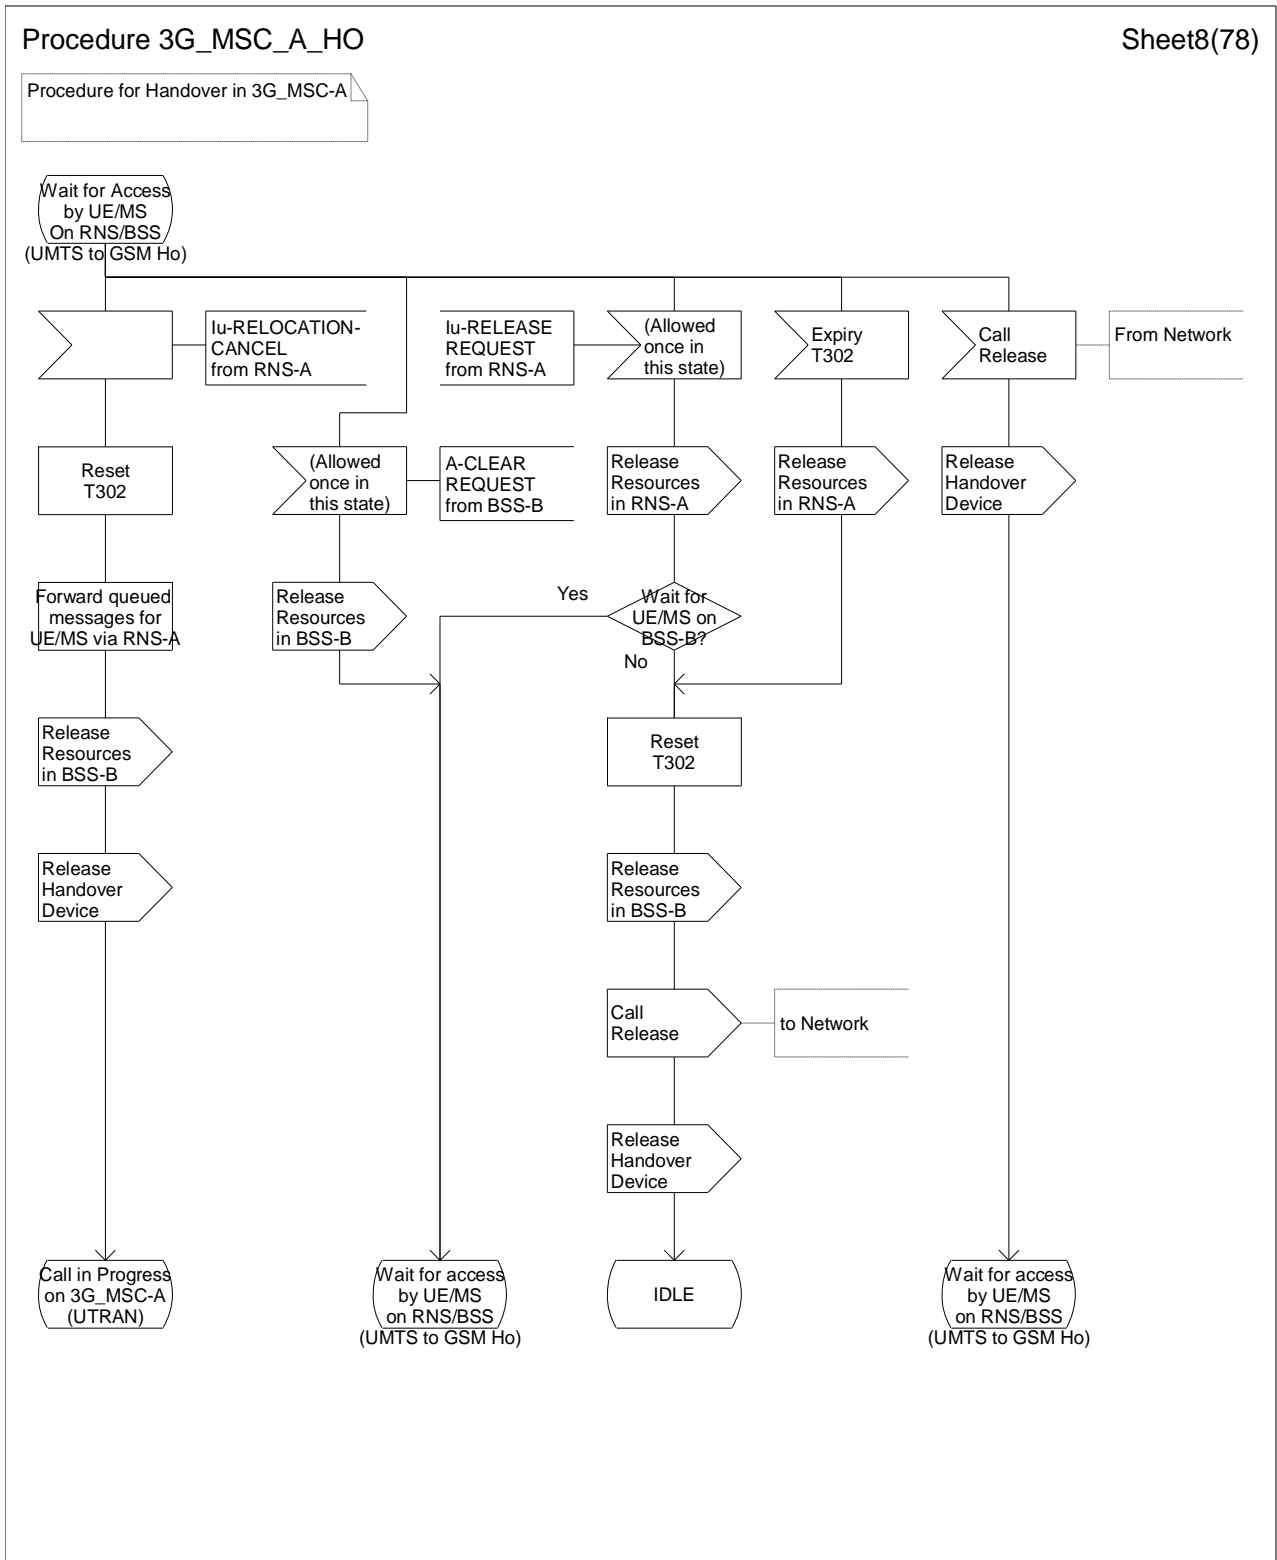 Procedure 3G_MSC_A_HO
Sheet8(78)
Procedure for Handover in 3G_MSC-A
Wait for Access
by UE/MS
On RNS/BSS
(UMTS to GSM Ho)
Iu-RELOCATION-
CANCEL
from RNS-A
Iu-RELEASE
REQUEST
from RNS-A
(Allowed
once in
this state)
Expiry
T302
Call
Release
From Network
Reset
T302
(Allowed
once in
this state)
A-CLEAR
REQUEST
from BSS-B
Release
Resources
in RNS-A
Release
Resources
in RNS-A
Release
Handover
Device
Forward queued
messages for
UE/MS via RNS-A
Release
Resources
in BSS-B
Yes
Wait for
UE/MS on
BSS-B?
No
Release
Resources
in BSS-B
Reset
T302
Release
Handover
Device
Release
Resources
in BSS-B
Call
Release
to Network
Release
Handover
Device
Call in Progress
on 3G_MSC-A
(UTRAN)
Wait for access
by UE/MS
on RNS/BSS
(UMTS to GSM Ho)
IDLE
Wait for access
by UE/MS
on RNS/BSS
(UMTS to GSM Ho)